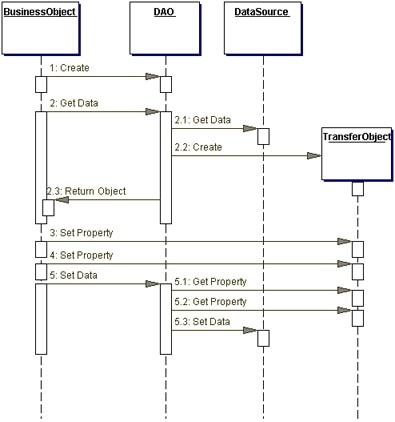 BusinessObject
DAO
DataSource
1: Create
2: Get Data
2.1: Get Data
TransferObject
2.2: Create
2.3: Return Object
3: Set Property
4: Set Property
5: Set Data
5.1: Get Property
5.2: Get Property
5.3: Set Data